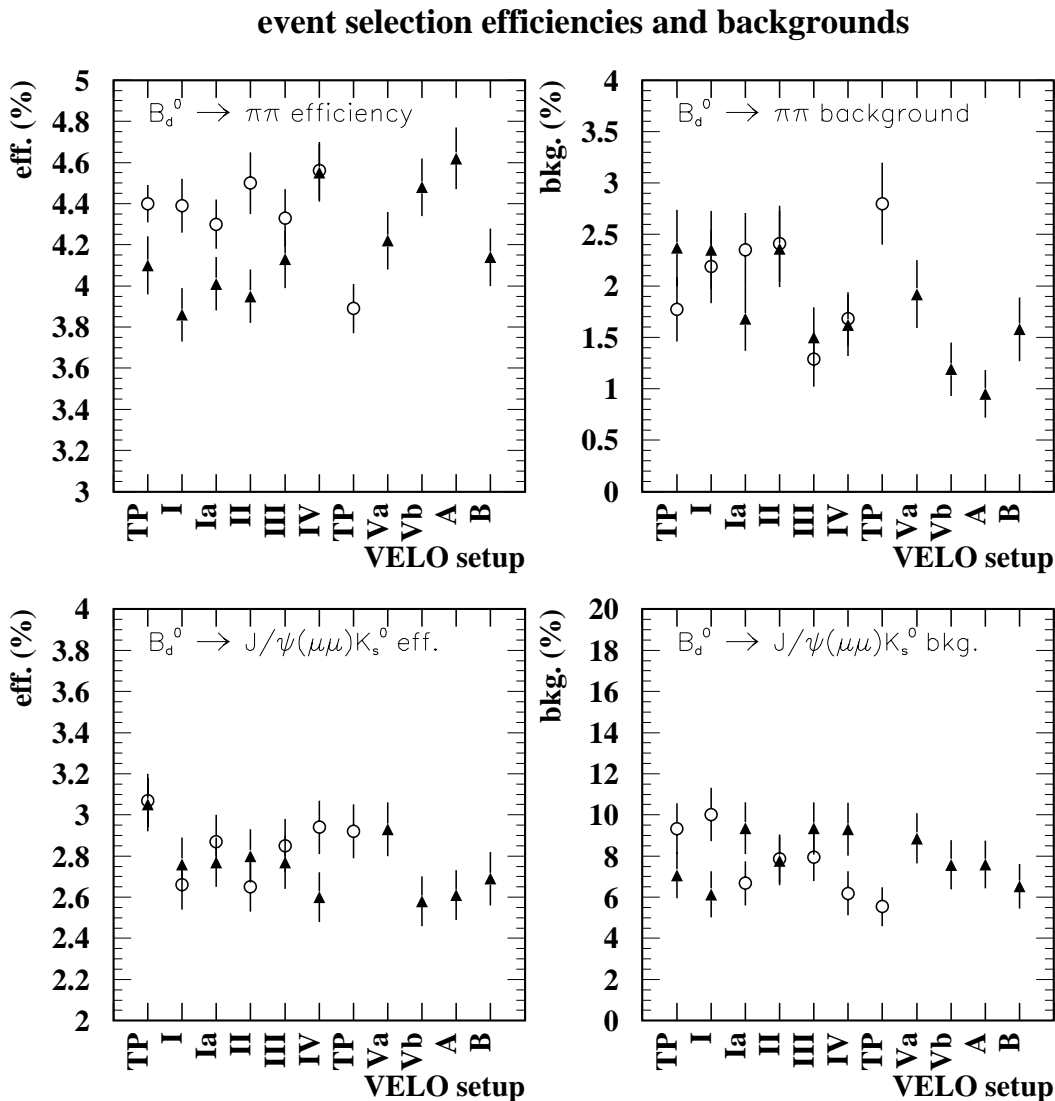 event selection efficiencies and backgrounds
eff. (%)
B_d^0 → ππ efficiency
5
4.8
4.6
4.4
4.2
4
3.8
3.6
3.4
3.2
3
TP I Ia II III IV TP Va Vb A B
VELO setup
bkg. (%)
B_d^0 → ππ background
4
3.5
3
2.5
2
1.5
1
0.5
0
TP I Ia II III IV TP Va Vb A B
VELO setup
eff. (%)
B_d^0 → J/ψ(μμ)K_s^0 eff.
4
3.8
3.6
3.4
3.2
3
2.8
2.6
2.4
2.2
2
TP I Ia II III IV TP Va Vb A B
VELO setup
bkg. (%)
B_d^0 → J/ψ(μμ)K_s^0 bkg.
20
18
16
14
12
10
8
6
4
2
0
TP I Ia II III IV TP Va Vb A B
VELO setup